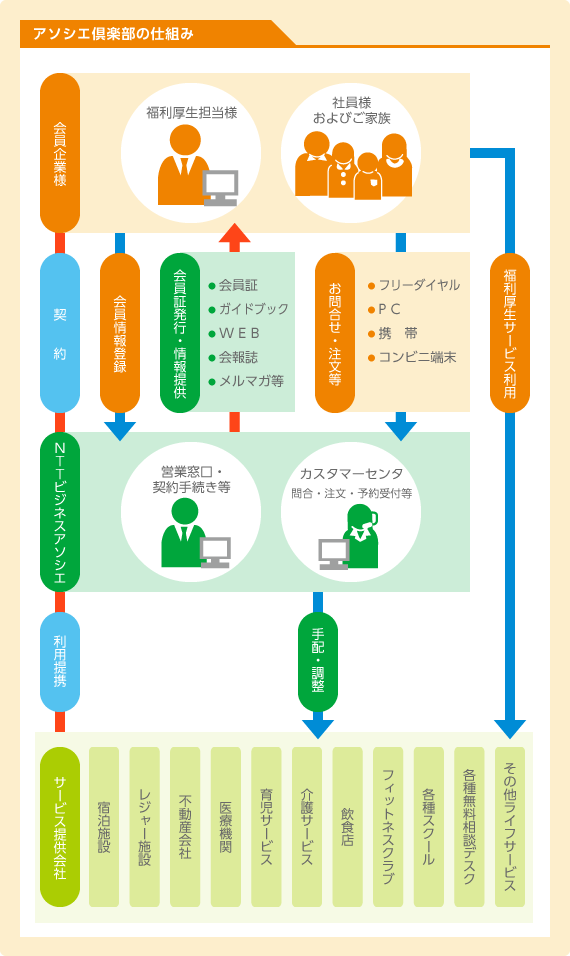 アソシエ倶楽部の仕組み
会員企業様
福利厚生担当様
社員様
およびご家族
契約
会員情報登録
会員証発行・情報提供
会員証
ガイドブック
ＷＥＢ
会報誌
メルマガ等
お問合せ・注文等
フリーダイヤル
ＰＣ
携　帯
コンビニ端末
福利厚生サービス利用
ＮＴＴビジネスアソシエ
営業窓口・
契約手続き等
カスタマーセンタ
問合・注文・予約受付等
利用提携
手配・調整
サービス提供会社
宿泊施設
レジャー施設
不動産会社
医療機関
育児サービス
介護サービス
飲食店
フィットネスクラブ
各種スクール
各種無料相談デスク
その他ライフサービス